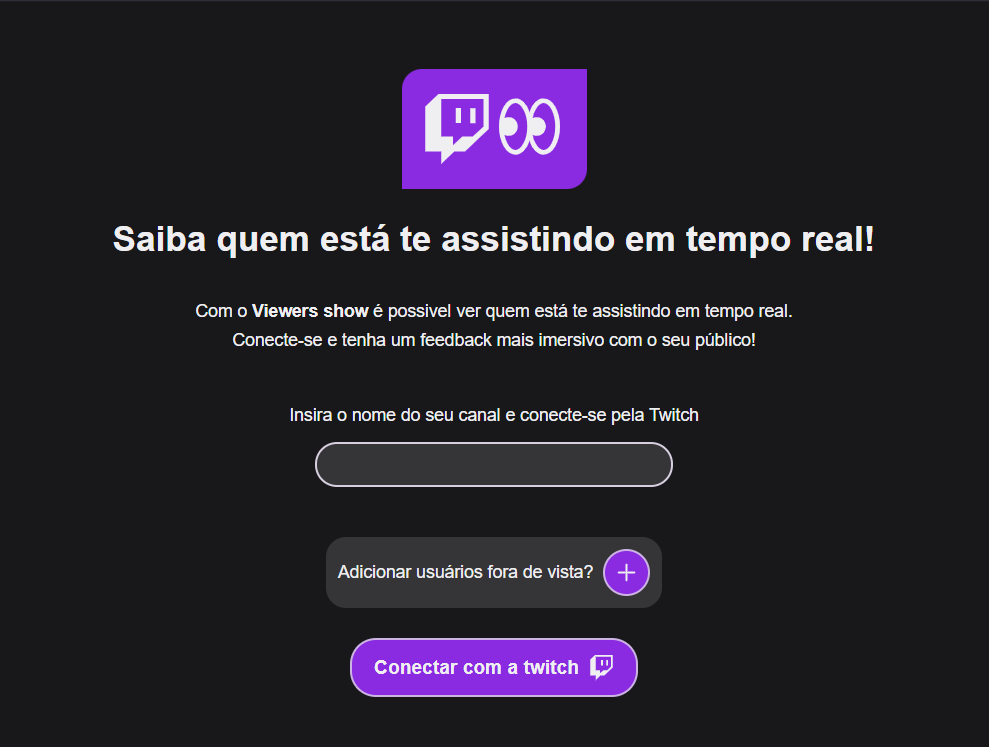 Saiba quem está te assistindo em tempo real!
Com o Viewers show é possivel ver quem está te assistindo em tempo real.
Conecte-se e tenha um feedback mais imersivo com o seu público!
Insira o nome do seu canal e conecte-se pela Twitch
Adicionar usuários fora de vista?
Conectar com a twitch